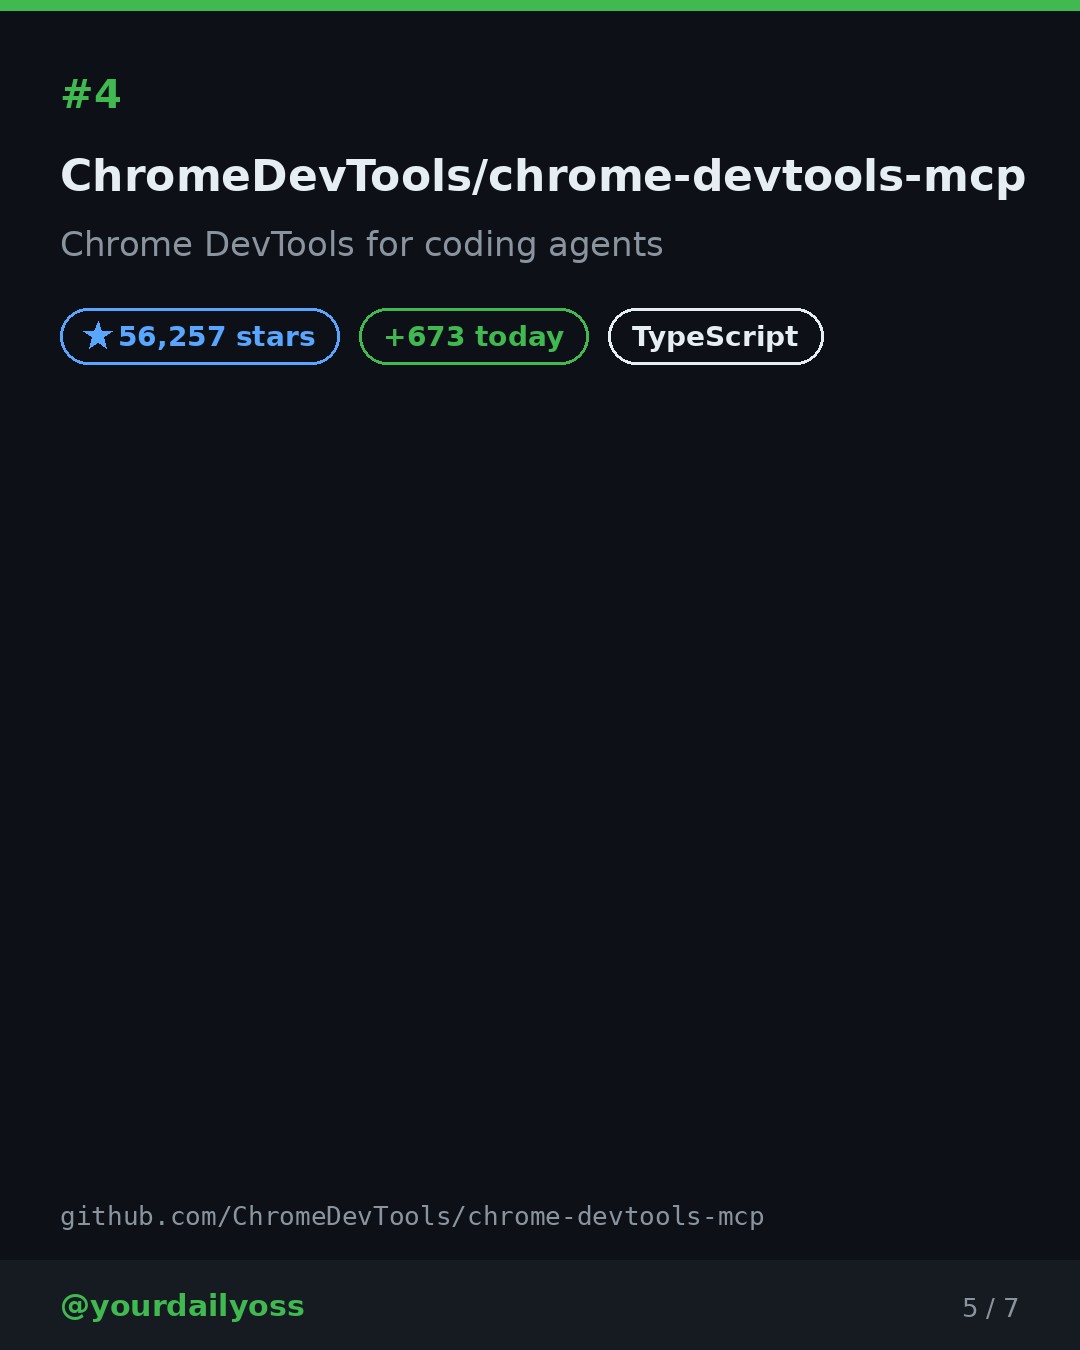 #4
ChromeDevTools/chrome-devtools-mcp
Chrome DevTools for coding agents
★ 56,257 stars +673 today TypeScript
github.com/ChromeDevTools/chrome-devtools-mcp
@yourdailyoss 5 / 7